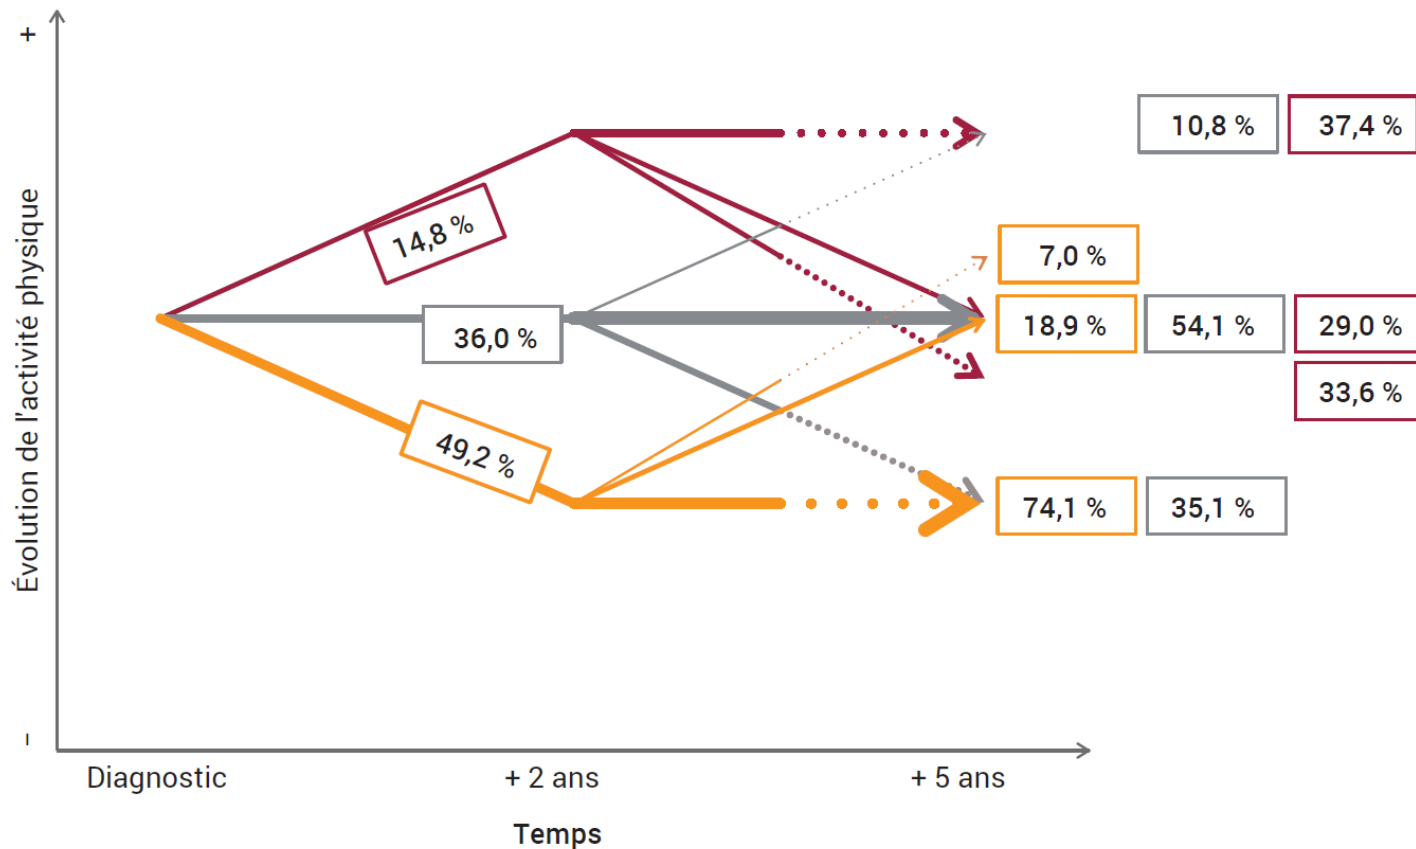 +
Évolution de l'activité physique
–
14,8 %
36,0 %
49,2 %
10,8 % 37,4 %
7,0 %
18,9 % 54,1 % 29,0 %
33,6 %
74,1 % 35,1 %
Diagnostic + 2 ans + 5 ans
Temps